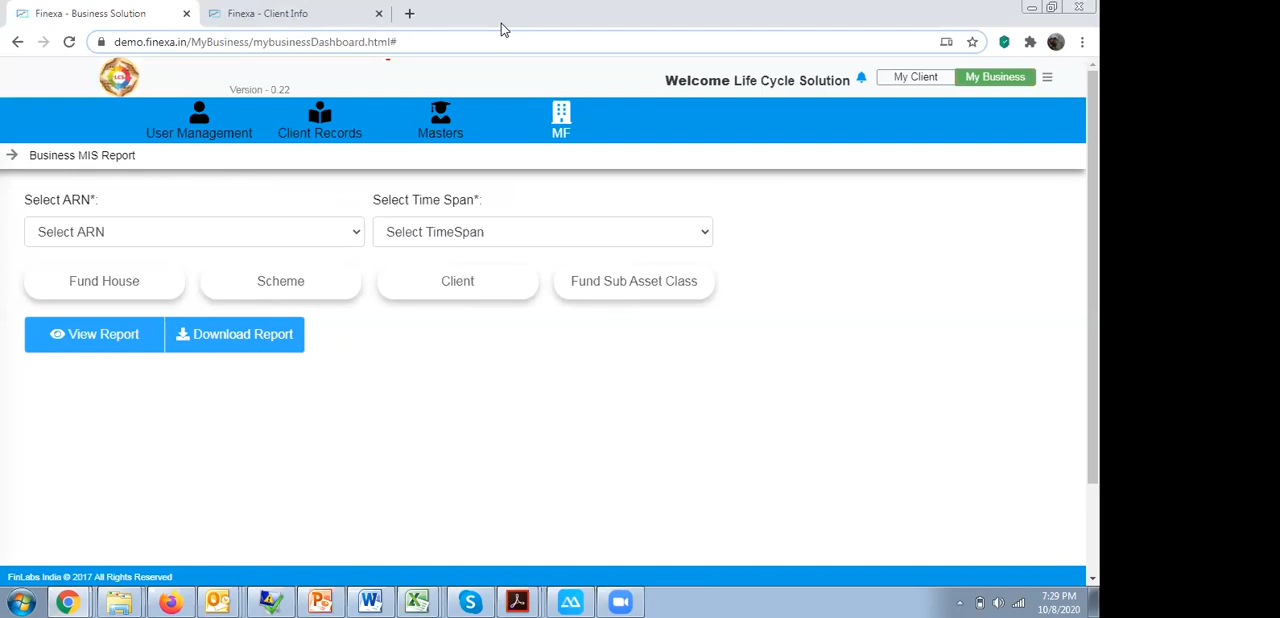 Finexa - Business Solution
Finexa - Client Info
demo.finexa.in/MyBusiness/mybusinessDashboard.html#
Version - 0.22
Welcome Life Cycle Solution
My Client
My Business
User Management
Client Records
Masters
MF
Business MIS Report
Select ARN*:
Select Time Span*:
Select ARN
Select TimeSpan
Fund House
Scheme
Client
Fund Sub Asset Class
View Report
Download Report
FinLabs India © 2017 All Rights Reserved
7:29 PM
10/8/2020